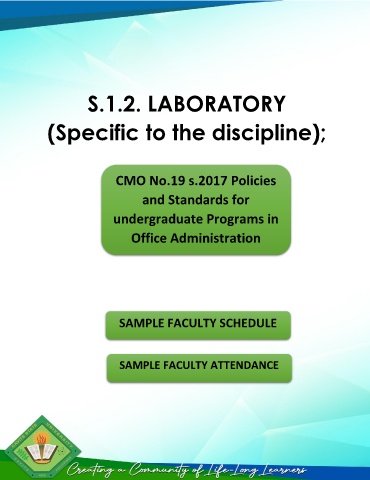 S.1.2. LABORATORY
(Specific to the discipline);
CMO No.19 s.2017 Policies
and Standards for
undergraduate Programs in
Office Administration
SAMPLE FACULTY SCHEDULE
SAMPLE FACULTY ATTENDANCE
Creating a Community of Life-Long Learners